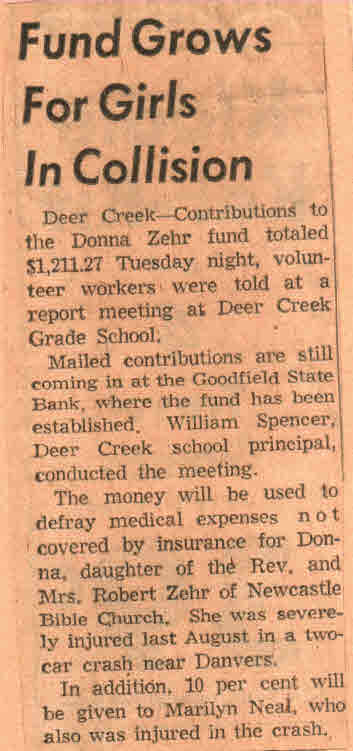 Fund Grows
For Girls
In Collision
Deer Creek—Contributions to
the Donna Zehr fund totaled
$1,211.27 Tuesday night, volun-
teer workers were told at a
report meeting at Deer Creek
Grade School.
Mailed contributions are still
coming in at the Goodfield State
Bank, where the fund has been
established. William Spencer,
Deer Creek school principal,
conducted the meeting.
The money will be used to
defray medical expenses not
covered by insurance for Don-
na, daughter of the Rev. and
Mrs. Robert Zehr of Newcastle
Bible Church. She was severe-
ly injured last August in a two-
car crash near Danvers.
In addition, 10 per cent will
be given to Marilyn Neal, who
also was injured in the crash.